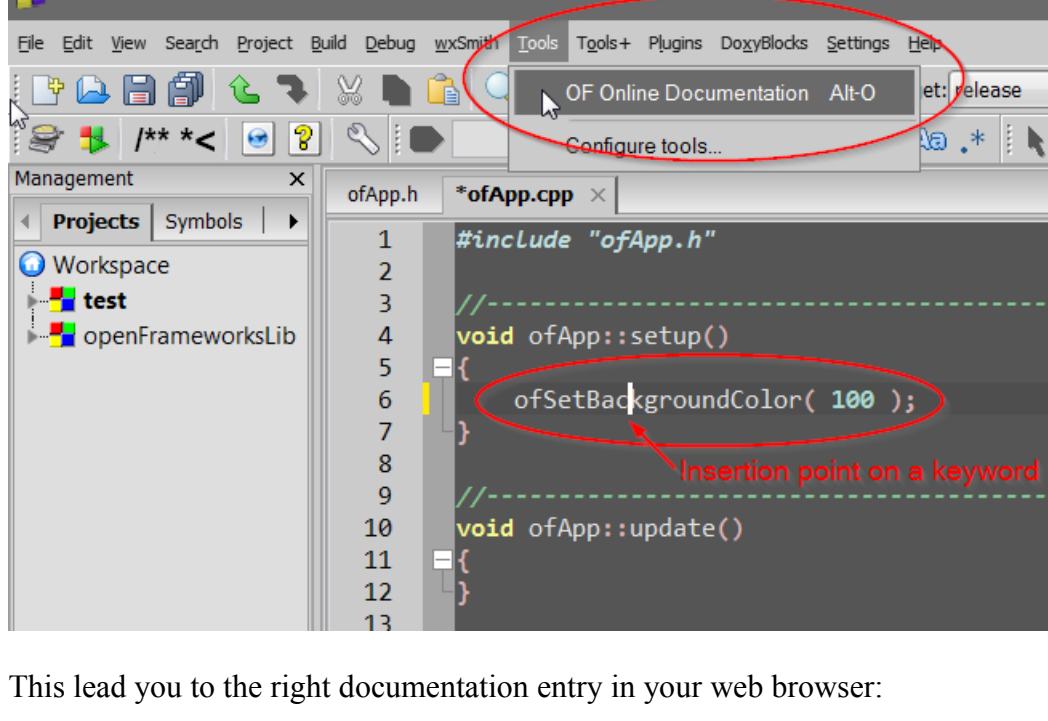 File Edit View Search Project Build Debug wxSmith Tools Tools+ Plugins DoxyBlocks Settings Help
OF Online Documentation Alt-O
et: release
/** *<
Configure tools...
.*
Management
ofApp.h *ofApp.cpp
Projects Symbols
Workspace
test
openFrameworksLib
1 #include "ofApp.h"
2
3 //---------------------------------------
4 void ofApp::setup()
5 {
6 ofSetBackgroundColor( 100 );
7 }
Insertion point on a keyword
8
9 //---------------------------------------
10 void ofApp::update()
11 {
12 }
13
This lead you to the right documentation entry in your web browser: